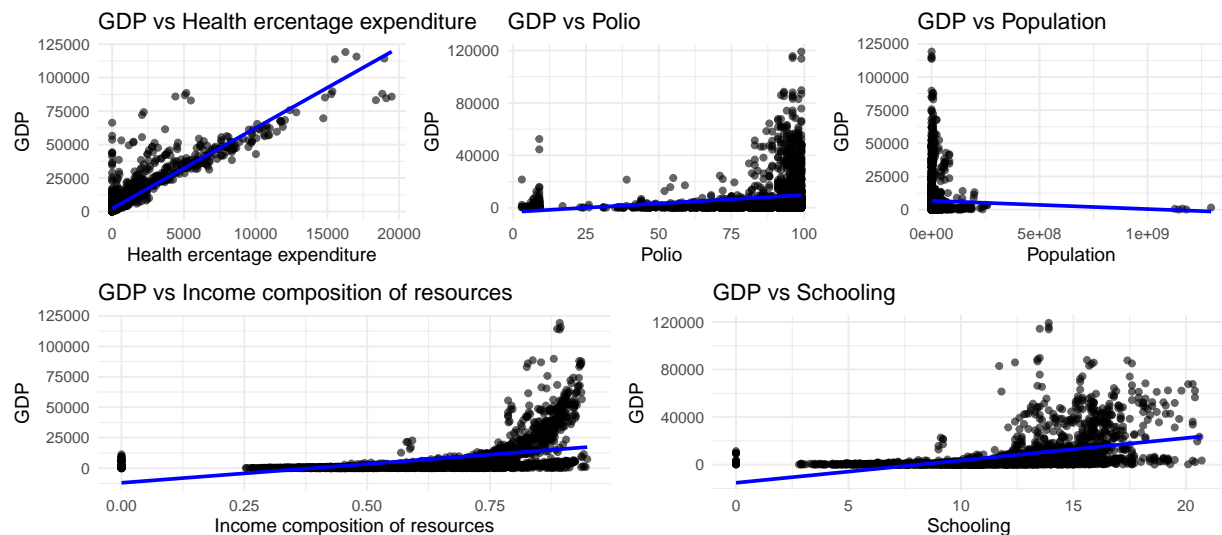 GDP vs Health ercentage expenditure
125000
100000
75000
50000
25000
0
GDP
0 5000 10000 15000 20000
Health ercentage expenditure
GDP vs Polio
120000
80000
40000
0
GDP
0 25 50 75 100
Polio
GDP vs Population
125000
100000
75000
50000
25000
0
GDP
0e+00 5e+08 1e+09
Population
GDP vs Income composition of resources
125000
100000
75000
50000
25000
0
GDP
0.00 0.25 0.50 0.75
Income composition of resources
GDP vs Schooling
120000
80000
40000
0
GDP
0 5 10 15 20
Schooling